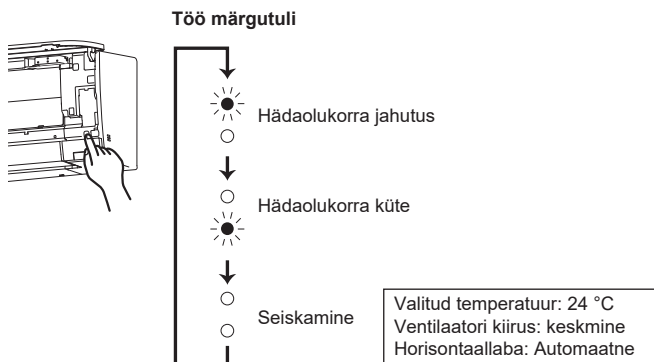 Töö märgutuli
Hädaolukorra jahutus
Hädaolukorra küte
Seiskamine
Valitud temperatuur: 24 °C
Ventilaatori kiirus: keskmine
Horisontaallaba: Automaatne